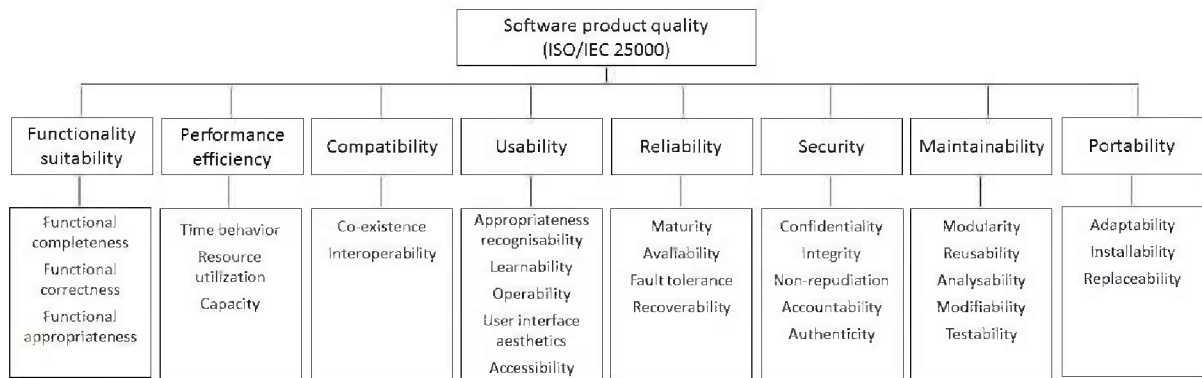 Software product quality
(ISO/IEC 25000)
Functionality
suitability
Performance
efficiency
Compatibility
Usability
Reliability
Security
Maintainability
Portability
Functional
completeness
Functional
correctness
Functional
appropriateness
Time behavior
Resource
utilization
Capacity
Co-existence
Interoperability
Appropriateness
recognisability
Learnability
Operability
User interface
aesthetics
Accessibility
Maturity
Avaliability
Fault tolerance
Recoverability
Confidentiality
Integrity
Non-repudiation
Accountability
Authenticity
Modularity
Reusability
Analysability
Modifiability
Testability
Adaptability
Installability
Replaceability